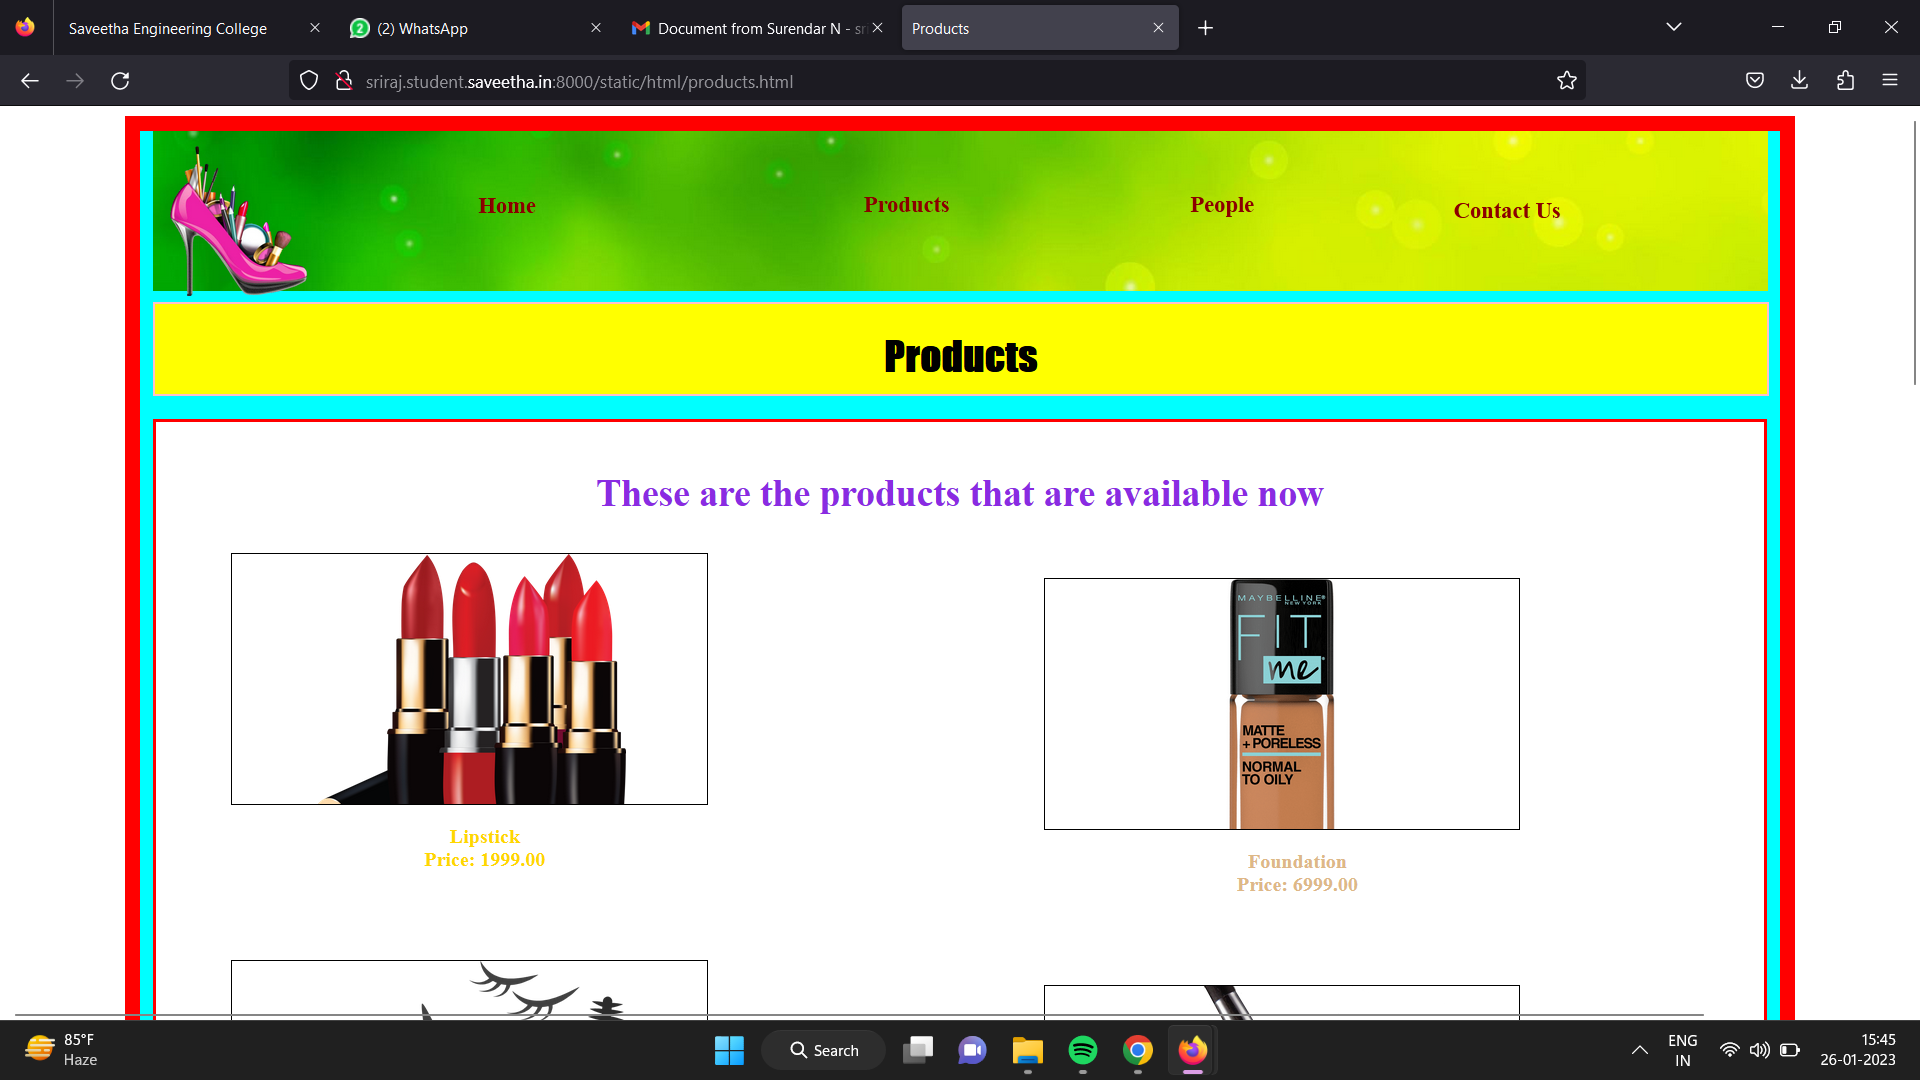 Saveetha Engineering College
2
(2) WhatsApp
Document from Surendar N - sri
Products
sriraj.student.saveetha.in:8000/static/html/products.html
Home
Products
People
Contact Us
Products
These are the products that are available now
MAYBELLINE
NEW YORK
FIT
me
MATTE
+ PORELESS
NORMAL
TO OILY
Lipstick
Price: 1999.00
Foundation
Price: 6999.00
85°F
Haze
Search
ENG
IN
15:45
26-01-2023